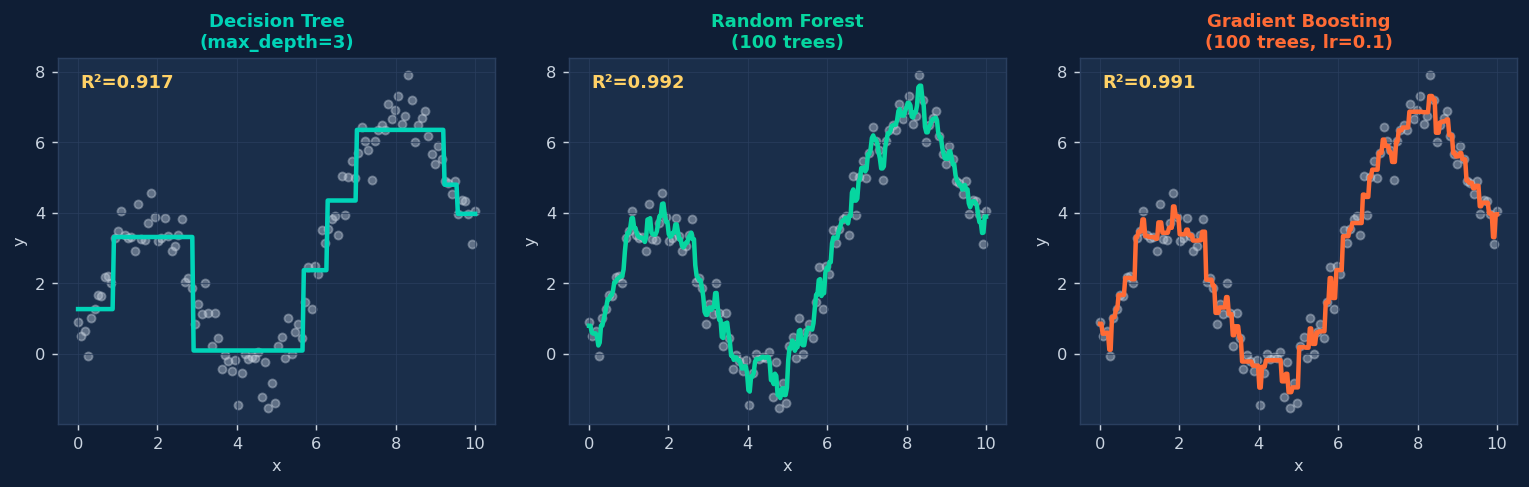 Decision Tree
(max_depth=3)
R²=0.917
8
6
4
2
0
y
0 2 4 6 8 10
x
Random Forest
(100 trees)
R²=0.992
8
6
4
2
0
y
0 2 4 6 8 10
x
Gradient Boosting
(100 trees, lr=0.1)
R²=0.991
8
6
4
2
0
y
0 2 4 6 8 10
x